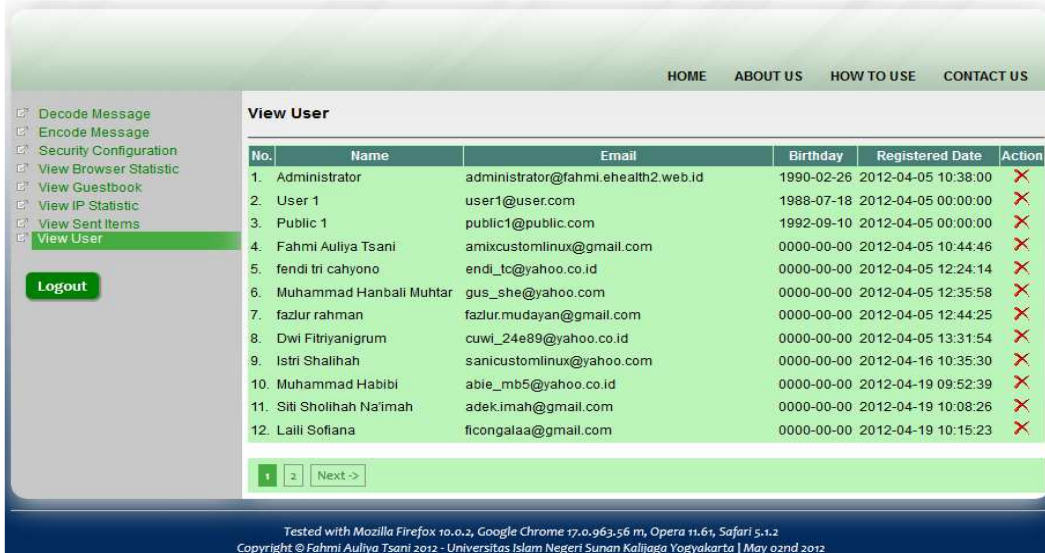 HOME ABOUT US HOW TO USE CONTACT US
Decode Message
Encode Message
Security Configuration
View Browser Statistic
View Guestbook
View IP Statistic
View Sent Items
View User
Logout
View User
No. Name Email Birthday Registered Date Action
1. Administrator administrator@fahmi.ehealth2.web.id 1990-02-26 2012-04-05 10:38:00
2. User 1 user1@user.com 1988-07-18 2012-04-05 00:00:00
3. Public 1 public1@public.com 1992-09-10 2012-04-05 00:00:00
4. Fahmi Auliya Tsani amixcustomlinux@gmail.com 0000-00-00 2012-04-05 10:44:46
5. fendi tri cahyono endi_tc@yahoo.co.id 0000-00-00 2012-04-05 12:24:14
6. Muhammad Hanbali Muhtar gus_she@yahoo.com 0000-00-00 2012-04-05 12:35:58
7. fazlur rahman fazlur.mudayan@gmail.com 0000-00-00 2012-04-05 12:44:25
8. Dwi Fitriyanigrum cuwi_24e89@yahoo.co.id 0000-00-00 2012-04-05 13:31:54
9. Istri Shalihah sanicustomlinux@yahoo.com 0000-00-00 2012-04-16 10:35:30
10. Muhammad Habibi abie_mb5@yahoo.co.id 0000-00-00 2012-04-19 09:52:39
11. Siti Sholihah Na'imah adek.imah@gmail.com 0000-00-00 2012-04-19 10:08:26
12. Laili Sofiana ficongalaa@gmail.com 0000-00-00 2012-04-19 10:15:23
1 2 Next ->
Tested with Mozilla Firefox 10.0.2, Google Chrome 17.0.963.56 m, Opera 11.61, Safari 5.1.2
Copyright © Fahmi Auliya Tsani 2012 - Universitas Islam Negeri Sunan Kalijaga Yogyakarta | May 02nd 2012